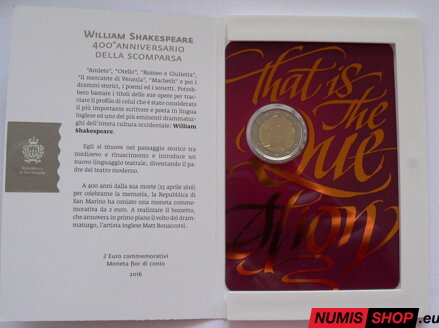 WILLIAM SHAKESPEARE
400°ANNIVERSARIO
DELLA SCOMPARSA
"Amleto", "Otello", "Romeo e Giulietta",
"Il mercante di Venezia", "Macbeth" e poi i
drammi storici, i poemi ed i sonetti. Potreb-
bero bastare i titoli delle sue opere per trac-
ciare il profilo di colui che è stato considerato
il più importante scrittore e poeta in lingua
inglese ed uno dei più eminenti drammatur-
ghi dell'intera cultura occidentale: William
Shakespeare.
Egli si muove nel passaggio storico tra
medioevo e rinascimento e introduce un
nuovo linguaggio teatrale, diventando il pa-
dre del teatro moderno.
A 400 anni dalla sua morte (23 aprile 1616)
per celebrarne la memoria, la Repubblica di
San Marino ha coniato una moneta commemo-
rativa da 2 euro. A realizzare il bozzetto,
che annovera in primo piano il volto del dram-
maturgo, l'artista inglese Matt Bonaccorsi.
2 Euro commemorativi
Moneta fior di conio
2016
REPUBBLICA
DI SAN MARINO
That is
the
Que
stion
NUMIS SHOP.eu